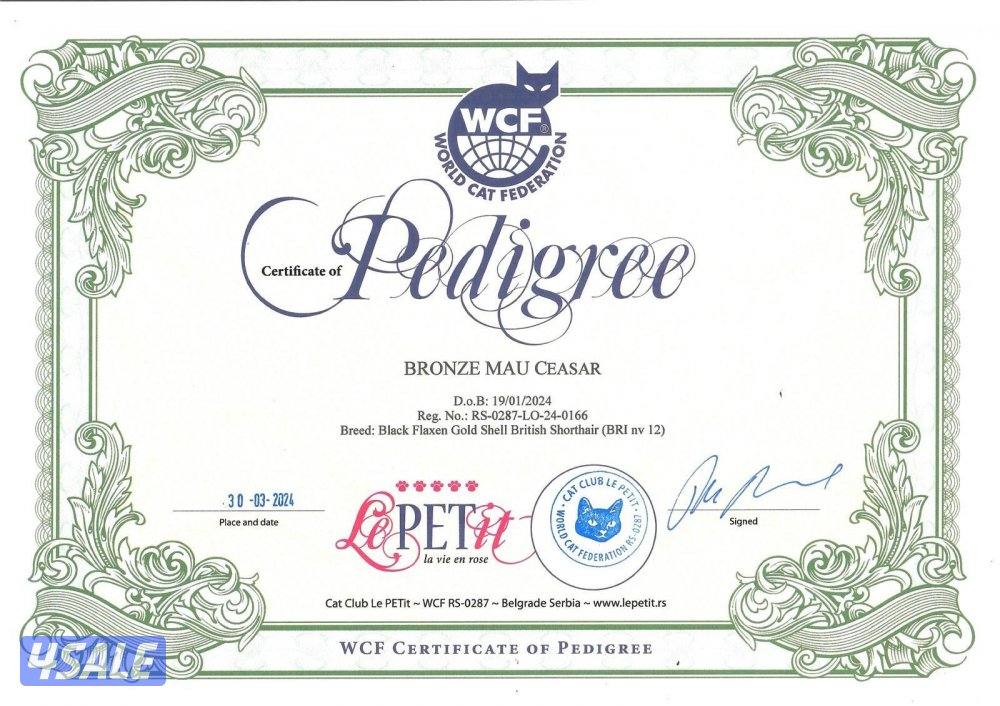 WCF®
WORLD CAT FEDERATION
Certificate of Pedigree
BRONZE MAU CEASAR
D.o.B: 19/01/2024
Reg. No.: RS-0287-LO-24-0166
Breed: Black Flaxen Gold Shell British Shorthair (BRI nv 12)
30-03-2024
Place and date
Le PETit
la vie en rose
CAT CLUB LE PETIT
WORLD CAT FEDERATION RS-0287
Signed
Cat Club Le PETit ~ WCF RS-0287 ~ Belgrade Serbia ~ www.lepetit.rs
WCF CERTIFICATE OF PEDIGREE
4SALE